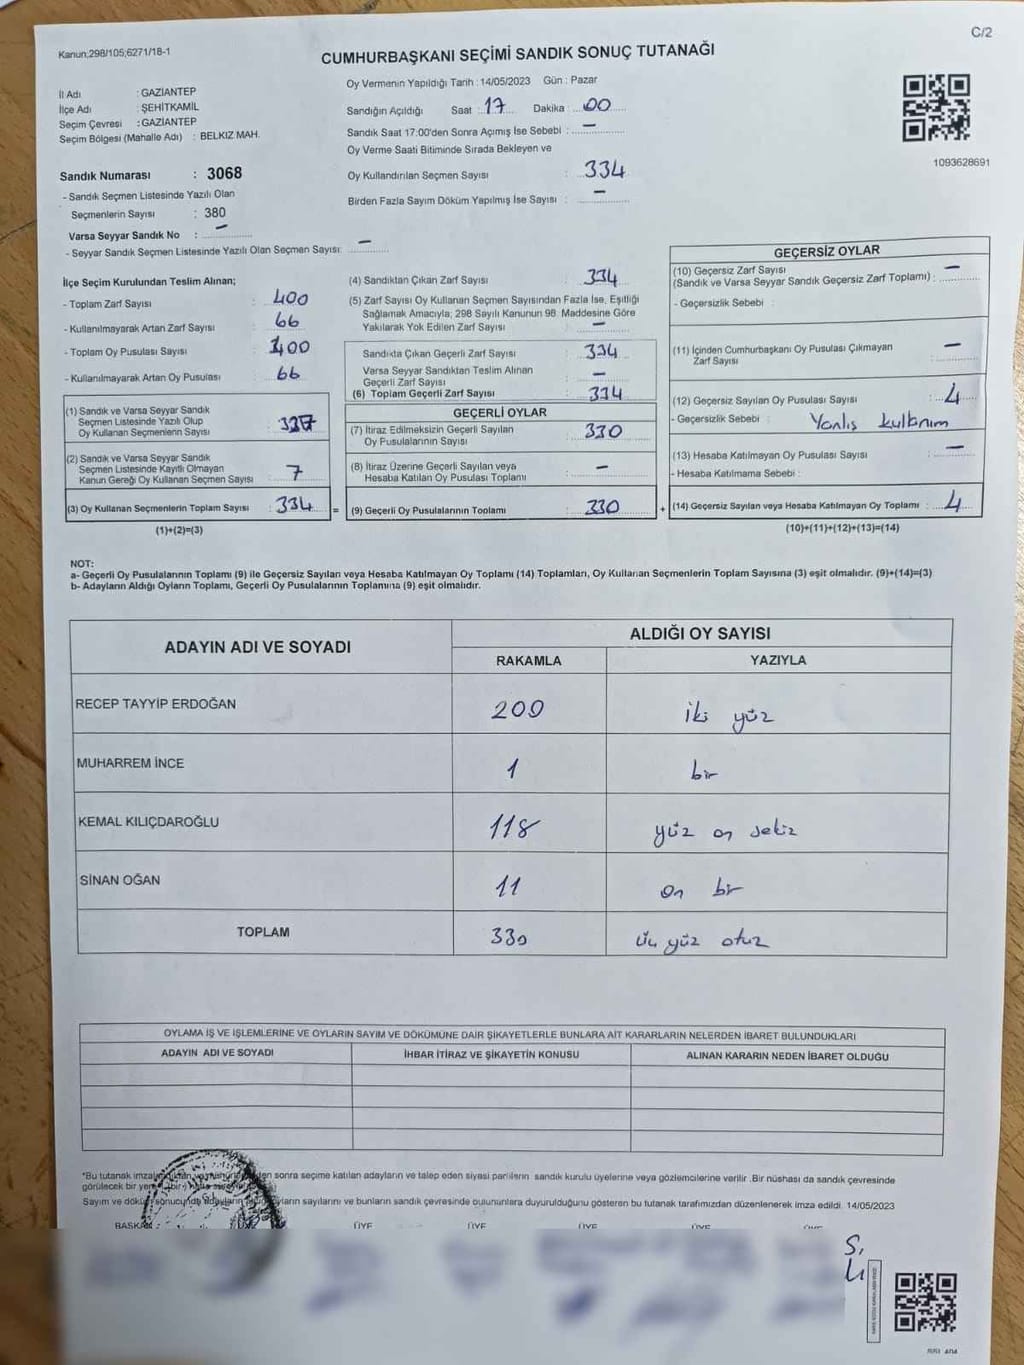 C/2
Kanun;298/105;6271/18-1
CUMHURBAŞKANI SEÇİMİ SANDIK SONUÇ TUTANAĞI
İl Adı : GAZİANTEP
İlçe Adı : ŞEHİTKAMİL
Seçim Çevresi : GAZİANTEP
Seçim Bölgesi (Mahalle Adı) : BELKIZ MAH.
Oy Vermenin Yapıldığı Tarih : 14/05/2023 Gün : Pazar
Sandığın Açıldığı Saat : 17 Dakika : 00
Sandık Saat 17:00'den Sonra Açımış İse Sebebi : —
Oy Verme Saati Bitiminde Sırada Bekleyen ve
Oy Kullandırılan Seçmen Sayısı : 334
Birden Fazla Sayım Döküm Yapılmış İse Sayısı : —
1093628691
Sandık Numarası : 3068
- Sandık Seçmen Listesinde Yazılı Olan
Seçmenlerin Sayısı : 380
Varsa Seyyar Sandık No : —
- Seyyar Sandık Seçmen Listesinde Yazılı Olan Seçmen Sayısı: —
İlçe Seçim Kurulundan Teslim Alınan;
- Toplam Zarf Sayısı : 400
- Kullanılmayarak Artan Zarf Sayısı : 66
- Toplam Oy Pusulası Sayısı : 400
- Kullanılmayarak Artan Oy Pusulası : 66
(1) Sandık ve Varsa Seyyar Sandık
Seçmen Listesinde Yazılı Olup
Oy Kullanan Seçmenlerin Sayısı :
(2) Sandık ve Varsa Seyyar Sandık
Seçmen Listesinde Kayıtlı Olmayan
Kanun Gereği Oy Kullanan Seçmen Sayısı : 7
(3) Oy Kullanan Seçmenlerin Toplam Sayısı : 334 =
(1)+(2)=(3)
(4) Sandıktan Çıkan Zarf Sayısı : 334
(5) Zarf Sayısı Oy Kullanan Seçmen Sayısından Fazla İse, Eşitliği
Sağlamak Amacıyla; 298 Sayılı Kanunun 98. Maddesine Göre
Yakılarak Yok Edilen Zarf Sayısı : —
Sandıkta Çıkan Geçerli Zarf Sayısı : 334
Varsa Seyyar Sandıktan Teslim Alınan
Geçerli Zarf Sayısı : —
(6) Toplam Geçerli Zarf Sayısı : 334
GEÇERLİ OYLAR
(7) İtiraz Edilmeksizin Geçerli Sayılan
Oy Pusulalarının Sayısı : 330
(8) İtiraz Üzerine Geçerli Sayılan veya
Hesaba Katılan Oy Pusulaları Toplamı : —
(9) Geçerli Oy Pusulalarının Toplamı : 330 +
GEÇERSİZ OYLAR
(10) Geçersiz Zarf Sayısı
(Sandık ve Varsa Seyyar Sandık Geçersiz Zarf Toplamı) : —
- Geçersizlik Sebebi :
(11) İçinden Cumhurbaşkanı Oy Pusulası Çıkmayan
Zarf Sayısı : —
(12) Geçersiz Sayılan Oy Pusulası Sayısı : 4
- Geçersizlik Sebebi : Yanlış kullanım
(13) Hesaba Katılmayan Oy Pusulası Sayısı : —
- Hesaba Katılmama Sebebi :
(14) Geçersiz Sayılan veya Hesaba Katılmayan Oy Toplamı : 4
(10)+(11)+(12)+(13)=(14)
NOT:
a- Geçerli Oy Pusulalarının Toplamı (9) ile Geçersiz Sayılan veya Hesaba Katılmayan Oy Toplamı (14) Toplamları, Oy Kullanan Seçmenlerin Toplam Sayısına (3) eşit olmalıdır. (9)+(14)=(3)
b- Adayların Aldığı Oyların Toplamı, Geçerli Oy Pusulalarının Toplamına (9) eşit olmalıdır.
ADAYIN ADI VE SOYADI
ALDIĞI OY SAYISI
RAKAMLA YAZIYLA
RECEP TAYYİP ERDOĞAN 200 iki yüz
MUHARREM İNCE 1 bir
KEMAL KILIÇDAROĞLU 118 yüz on sekiz
SİNAN OĞAN 11 on bir
TOPLAM 330 üç yüz otuz
OYLAMA İŞ VE İŞLEMLERİNE VE OYLARIN SAYIM VE DÖKÜMÜNE DAİR ŞİKAYETLERLE BUNLARA AİT KARARLARIN NELERDEN İBARET BULUNDUKLARI
ADAYIN ADI VE SOYADI İHBAR İTİRAZ VE ŞİKAYETİN KONUSU ALINAN KARARIN NEDEN İBARET OLDUĞU
*Bu tutanak sonra seçime katılan adayların ve talep eden siyasi partilerin sandık kurulu üyelerine veya gözlemcilerine verilir. Bir nüshası da sandık çevresinde
görülecek bir
Sayım ve döküm sonucunda sayılarını ve bunların sandık çevresinde bulunanlara duyurulduğunu gösteren bu tutanak tarafımızdan düzenlenerek imza edildi. 14/05/2023
BAŞKAN ÜYE ÜYE ÜYE ÜYE